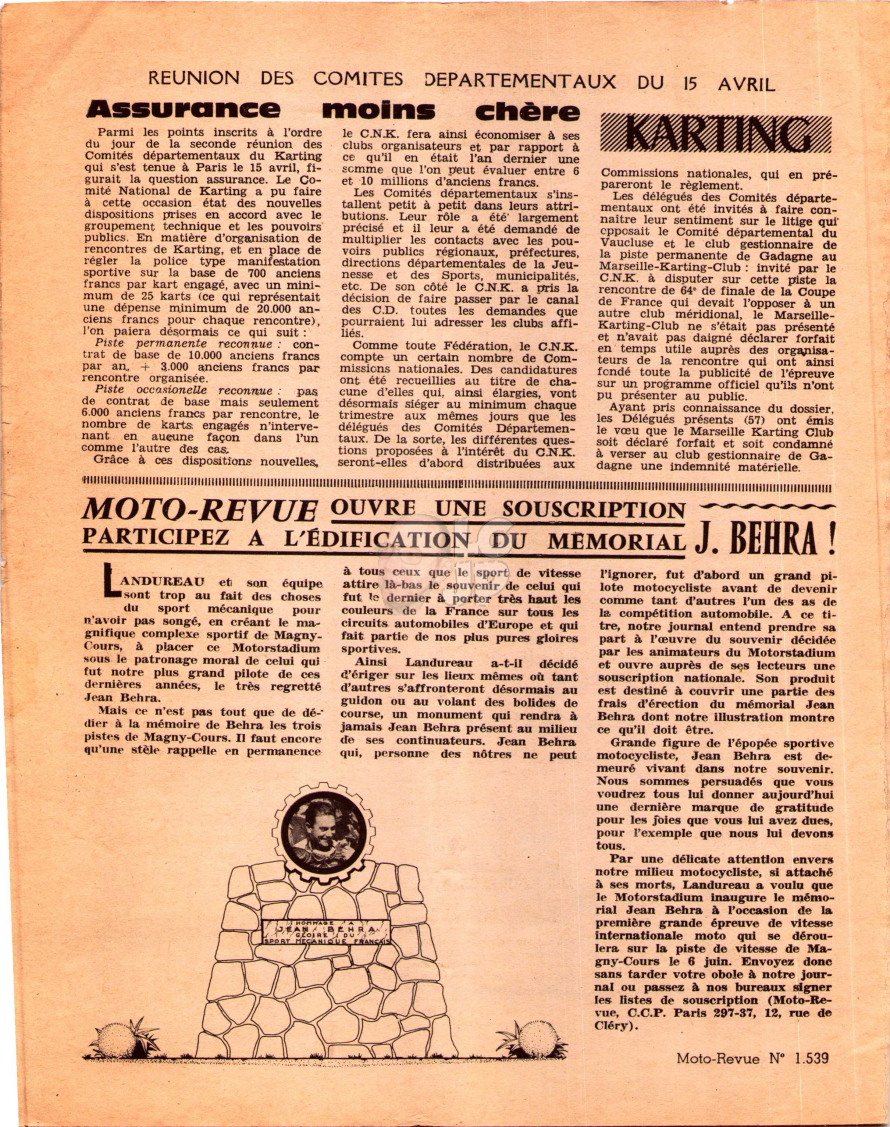 REUNION DES COMITES DEPARTEMENTAUX DU 15 AVRIL
Assurance moins chère
Parmi les points inscrits à l'ordre
du jour de la seconde réunion des
Comités départementaux du Karting
qui s'est tenue à Paris le 15 avril, fi-
gurait la question assurance. Le Co-
mité National de Karting a pu faire
à cette occasion état des nouvelles
dispositions prises en accord avec le
groupement technique et les pouvoirs
publics. En matière d'organisation de
rencontres de Karting, et en place de
régler la police type manifestation
sportive sur la base de 700 anciens
francs par kart engagé, avec un mini-
mum de 25 karts (ce qui représentait
une dépense minimum de 20.000 an-
ciens francs pour chaque rencontre),
l'on paiera désormais ce qui suit :
Piste permanente reconnue : con-
trat de base de 10.000 anciens francs
par an, + 3.000 anciens francs par
rencontre organisée.
Piste occasionelle reconnue : pas
de contrat de base mais seulement
6.000 anciens francs par rencontre, le
nombre de karts engagés n'interve-
nant en aucune façon dans l'un
comme l'autre des cas.
Grâce à ces dispositions nouvelles,
le C.N.K. fera ainsi économiser à ses
clubs organisateurs et par rapport à
ce qu'il en était l'an dernier une
somme que l'on peut évaluer entre 6
et 10 millions d'anciens francs.
Les Comités départementaux s'ins-
tallent petit à petit dans leurs attri-
butions. Leur rôle a été largement
précisé et il leur a été demandé de
multiplier les contacts avec les pou-
voirs publics régionaux, préfectures,
directions départementales de la Jeu-
nesse et des Sports, municipalités,
etc. De son côté le C.N.K. a pris la
décision de faire passer par le canal
des C.D. toutes les demandes que
pourraient lui adresser les clubs affi-
liés.
Comme toute Fédération, le C.N.K.
compte un certain nombre de Com-
missions nationales. Des candidatures
ont été recueillies au titre de cha-
cune d'elles qui, ainsi élargies, vont
désormais siéger au minimum chaque
trimestre aux mêmes jours que les
délégués des Comités Départemen-
taux. De la sorte, les différentes ques-
tions proposées à l'intérêt du C.N.K.
seront-elles d'abord distribuées aux
KARTING
Commissions nationales, qui en pré-
pareront le règlement.
Les délégués des Comités départe-
mentaux ont été invités à faire con-
naître leur sentiment sur le litige qui
opposait le Comité départemental du
Vaucluse et le club gestionnaire de
la piste permanente de Gadagne au
Marseille-Karting-Club : invité par le
C.N.K. à disputer sur cette piste la
rencontre de 64e de finale de la Coupe
de France qui devait l'opposer à un
autre club méridional, le Marseille-
Karting-Club ne s'était pas présenté
et n'avait pas daigné déclarer forfait
en temps utile auprès des organisa-
teurs de la rencontre qui ont ainsi
fondé toute la publicité de l'épreuve
sur un programme officiel qu'ils n'ont
pu présenter au public.
Ayant pris connaissance du dossier,
les Délégués présents (57) ont émis
le vœu que le Marseille Karting Club
soit déclaré forfait et soit condamné
à verser au club gestionnaire de Ga-
dagne une indemnité matérielle.
MOTO-REVUE OUVRE UNE SOUSCRIPTION
PARTICIPEZ A L'ÉDIFICATION DU MÉMORIAL J. BEHRA !
LANDUREAU et son équipe
sont trop au fait des choses
du sport mécanique pour
n'avoir pas songé, en créant le ma-
gnifique complexe sportif de Magny-
Cours, à placer ce Motorstadium
sous le patronage moral de celui qui
fut notre plus grand pilote de ces
dernières années, le très regretté
Jean Behra.
Mais ce n'est pas tout que de dé-
dier à la mémoire de Behra les trois
pistes de Magny-Cours. Il faut encore
qu'une stèle rappelle en permanence
à tous ceux que le sport de vitesse
attire là-bas le souvenir de celui qui
fut le dernier à porter très haut les
couleurs de la France sur tous les
circuits automobiles d'Europe et qui
fait partie de nos plus pures gloires
sportives.
Ainsi Landureau a-t-il décidé
d'ériger sur les lieux mêmes où tant
d'autres s'affronteront désormais au
guidon ou au volant des bolides de
course, un monument qui rendra à
jamais Jean Behra présent au milieu
de ses continuateurs. Jean Behra
qui, personne des nôtres ne peut
l'ignorer, fut d'abord un grand pi-
lote motocycliste avant de devenir
comme tant d'autres l'un des as de
la compétition automobile. A ce ti-
tre, notre journal entend prendre sa
part à l'œuvre du souvenir décidée
par les animateurs du Motorstadium
et ouvre auprès de ses lecteurs une
souscription nationale. Son produit
est destiné à couvrir une partie des
frais d'érection du mémorial Jean
Behra dont notre illustration montre
ce qu'il doit être.
Grande figure de l'épopée sportive
motocycliste, Jean Behra est de-
meuré vivant dans notre souvenir.
Nous sommes persuadés que vous
voudrez tous lui donner aujourd'hui
une dernière marque de gratitude
pour les joies que vous lui avez dues,
pour l'exemple que nous lui devons
tous.
Par une délicate attention envers
notre milieu motocycliste, si attaché
à ses morts, Landureau a voulu que
le Motorstadium inaugure le mémo-
rial Jean Behra à l'occasion de la
première grande épreuve de vitesse
internationale moto qui se dérou-
lera sur la piste de vitesse de Ma-
gny-Cours le 6 juin. Envoyez donc
sans tarder votre obole à notre jour-
nal ou passez à nos bureaux signer
les listes de souscription (Moto-Re-
vue, C.C.P. Paris 297-37, 12, rue de
Cléry).
HOMMAGE A
JEAN BEHRA
GLOIRE DU
SPORT MÉCANIQUE FRANÇAIS
Moto-Revue N° 1.539